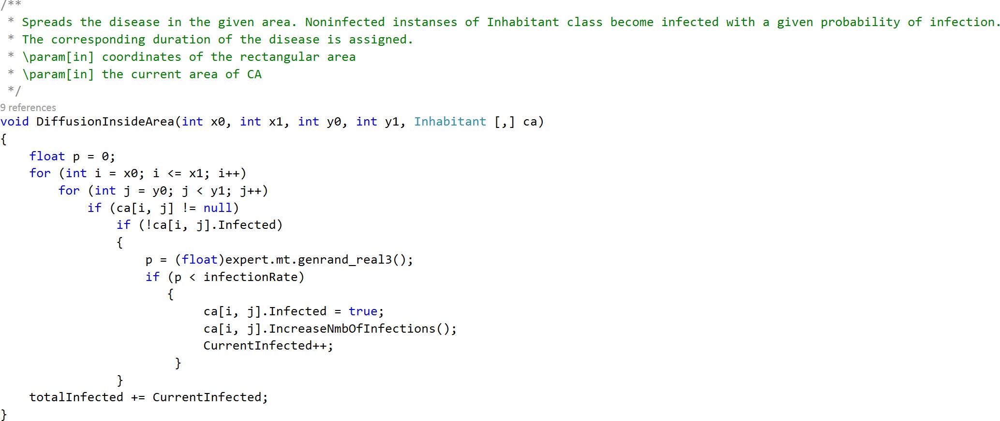 /**
 * Spreads the disease in the given area. Noninfected instanses of Inhabitant class become infected with a given probability of infection.
 * The corresponding duration of the disease is assigned.
 * \param[in] coordinates of the rectangular area
 * \param[in] the current area of CA
 */
9 references
void DiffusionInsideArea(int x0, int x1, int y0, int y1, Inhabitant [,] ca)
{
    float p = 0;
    for (int i = x0; i <= x1; i++)
        for (int j = y0; j < y1; j++)
            if (ca[i, j] != null)
                if (!ca[i, j].Infected)
                {
                    p = (float)expert.mt.genrand_real3();
                    if (p < infectionRate)
                       {
                            ca[i, j].Infected = true;
                            ca[i, j].IncreaseNmbOfInfections();
                            CurrentInfected++;
                        }
                }
    totalInfected += CurrentInfected;
}